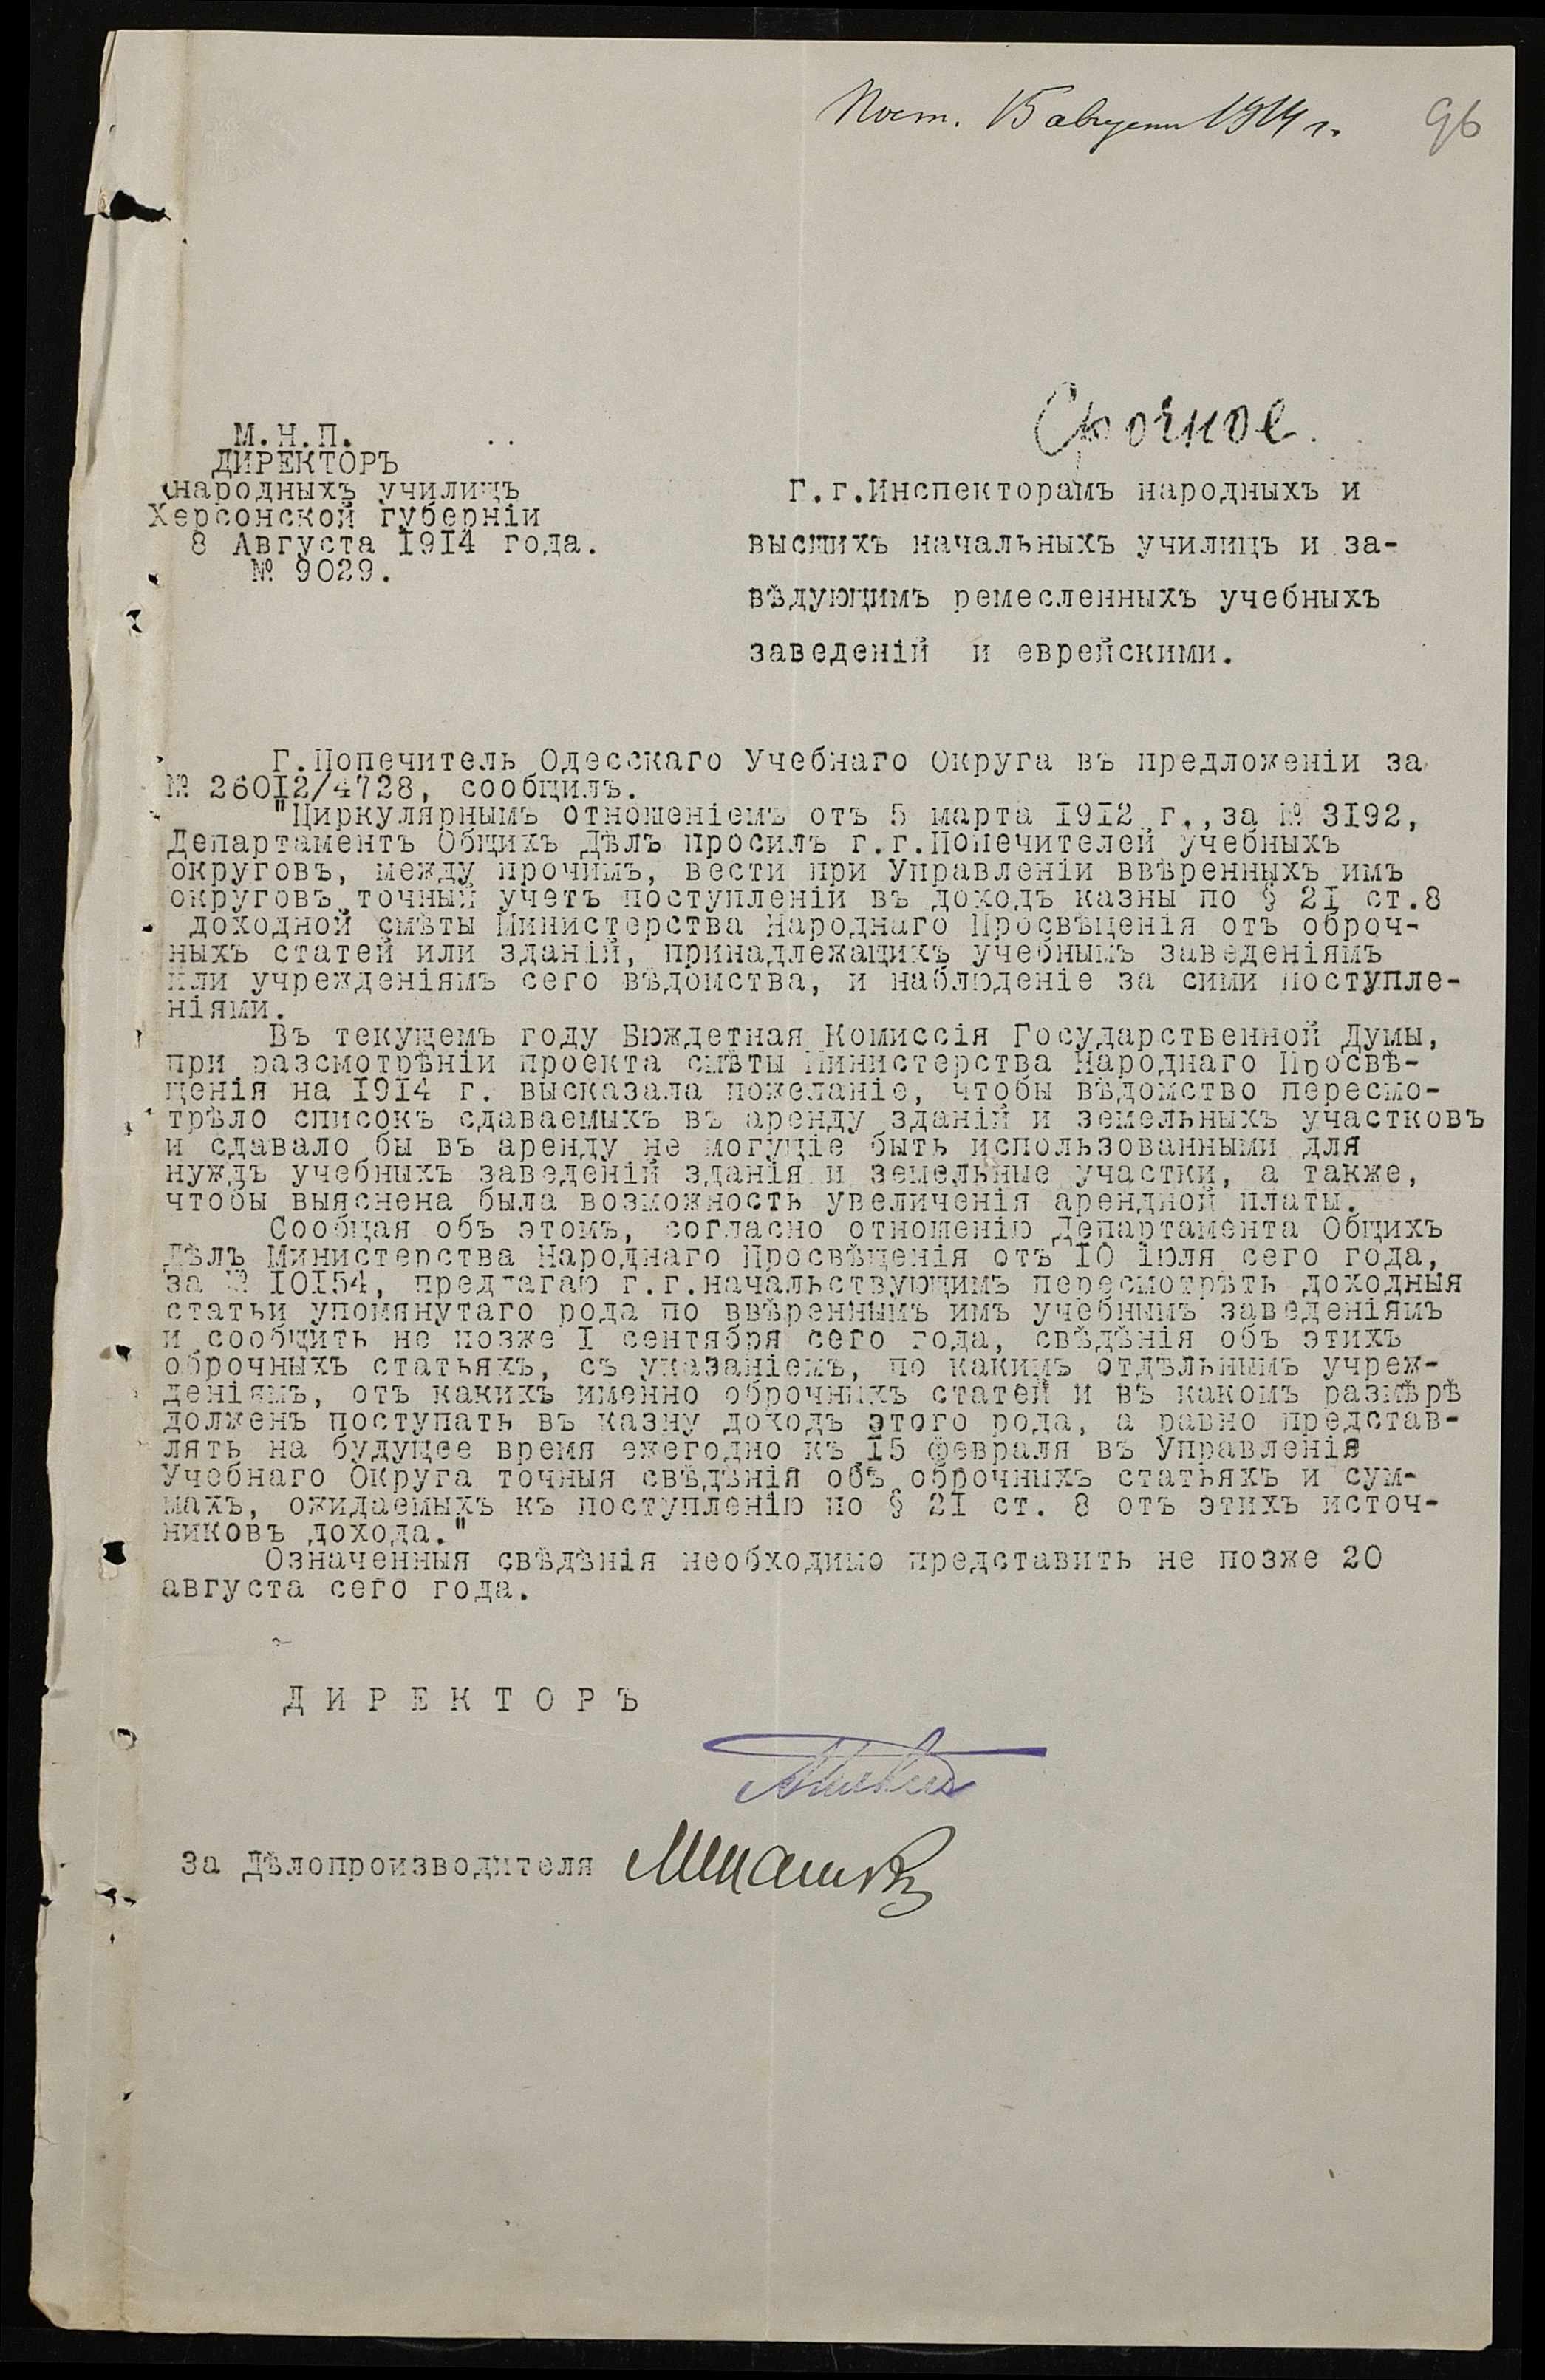 Пост. 15 августа 1914 г.
96
Срочное.
М.Н.П.
ДИРЕКТОРЪ
народныхъ училищъ
Херсонской губерніи
8 Августа 1914 года.
№ 9029.
Г.г.Инспекторамъ народныхъ и
высшихъ начальныхъ училищъ и за-
вѣдующимъ ремесленныхъ учебныхъ
заведеній и еврейскими.
Г.Попечитель Одесскаго Учебнаго Округа въ предложеніи за
№ 26012/4728, сообщилъ.
"Циркулярнымъ отношеніемъ отъ 5 марта 1912 г.,за № 3192,
Департаментъ Общихъ Дѣлъ просилъ г.г.Попечителей учебныхъ
округовъ, между прочимъ, вести при Управленіи ввѣренныхъ имъ
округовъ точный учетъ поступленіи въ доходъ казны по § 21 ст.8
доходной смѣты Министерства Народнаго Просвѣщенія отъ оброч-
ныхъ статей или зданій, принадлежащихъ учебнымъ заведеніямъ
или учрежденіямъ сего вѣдомства, и наблюденіе за сими поступле-
ніями.
Въ текущемъ году Бюждетная Комиссія Государственной Думы,
при разсмотрѣніи проекта смѣты Министерства Народнаго Просвѣ-
щенія на 1914 г. высказала пожеланіе, чтобы вѣдомство пересмо-
трѣло списокъ сдаваемыхъ въ аренду зданій и земельныхъ участковъ
и сдавало бы въ аренду не могущіе быть использованными для
нуждъ учебныхъ заведеній зданія и земельные участки, а также,
чтобы выяснена была возможность увеличенія арендной платы.
Сообщая объ этомъ, согласно отношенію Департамента Общихъ
Дѣлъ Министерства Народнаго Просвѣщенія отъ 10 іюля сего года,
за № 10154, предлагаю г.г.начальствующимъ пересмотрѣть доходныя
статьи упомянутаго рода по ввѣреннымъ имъ учебнымъ заведеніямъ
и сообщить не позже 1 сентября сего года, свѣдѣнія объ этихъ
оброчныхъ статьяхъ, съ указаніемъ, по какимъ отдѣльнымъ учреж-
деніямъ, отъ какихъ именно оброчныхъ статей и въ какомъ размѣрѣ
долженъ поступать въ казну доходъ этого рода, а равно представ-
лять на будущее время ежегодно къ 15 февраля въ Управленія
Учебнаго Округа точныя свѣдѣнія объ оброчныхъ статьяхъ и сум-
махъ, ожидаемыхъ къ поступленію по § 21 ст. 8 отъ этихъ источ-
никовъ дохода."
Означенныя свѣдѣнія необходимо представить не позже 20
августа сего года.
ДИРЕКТОРЪ
За Дѣлопроизводителя